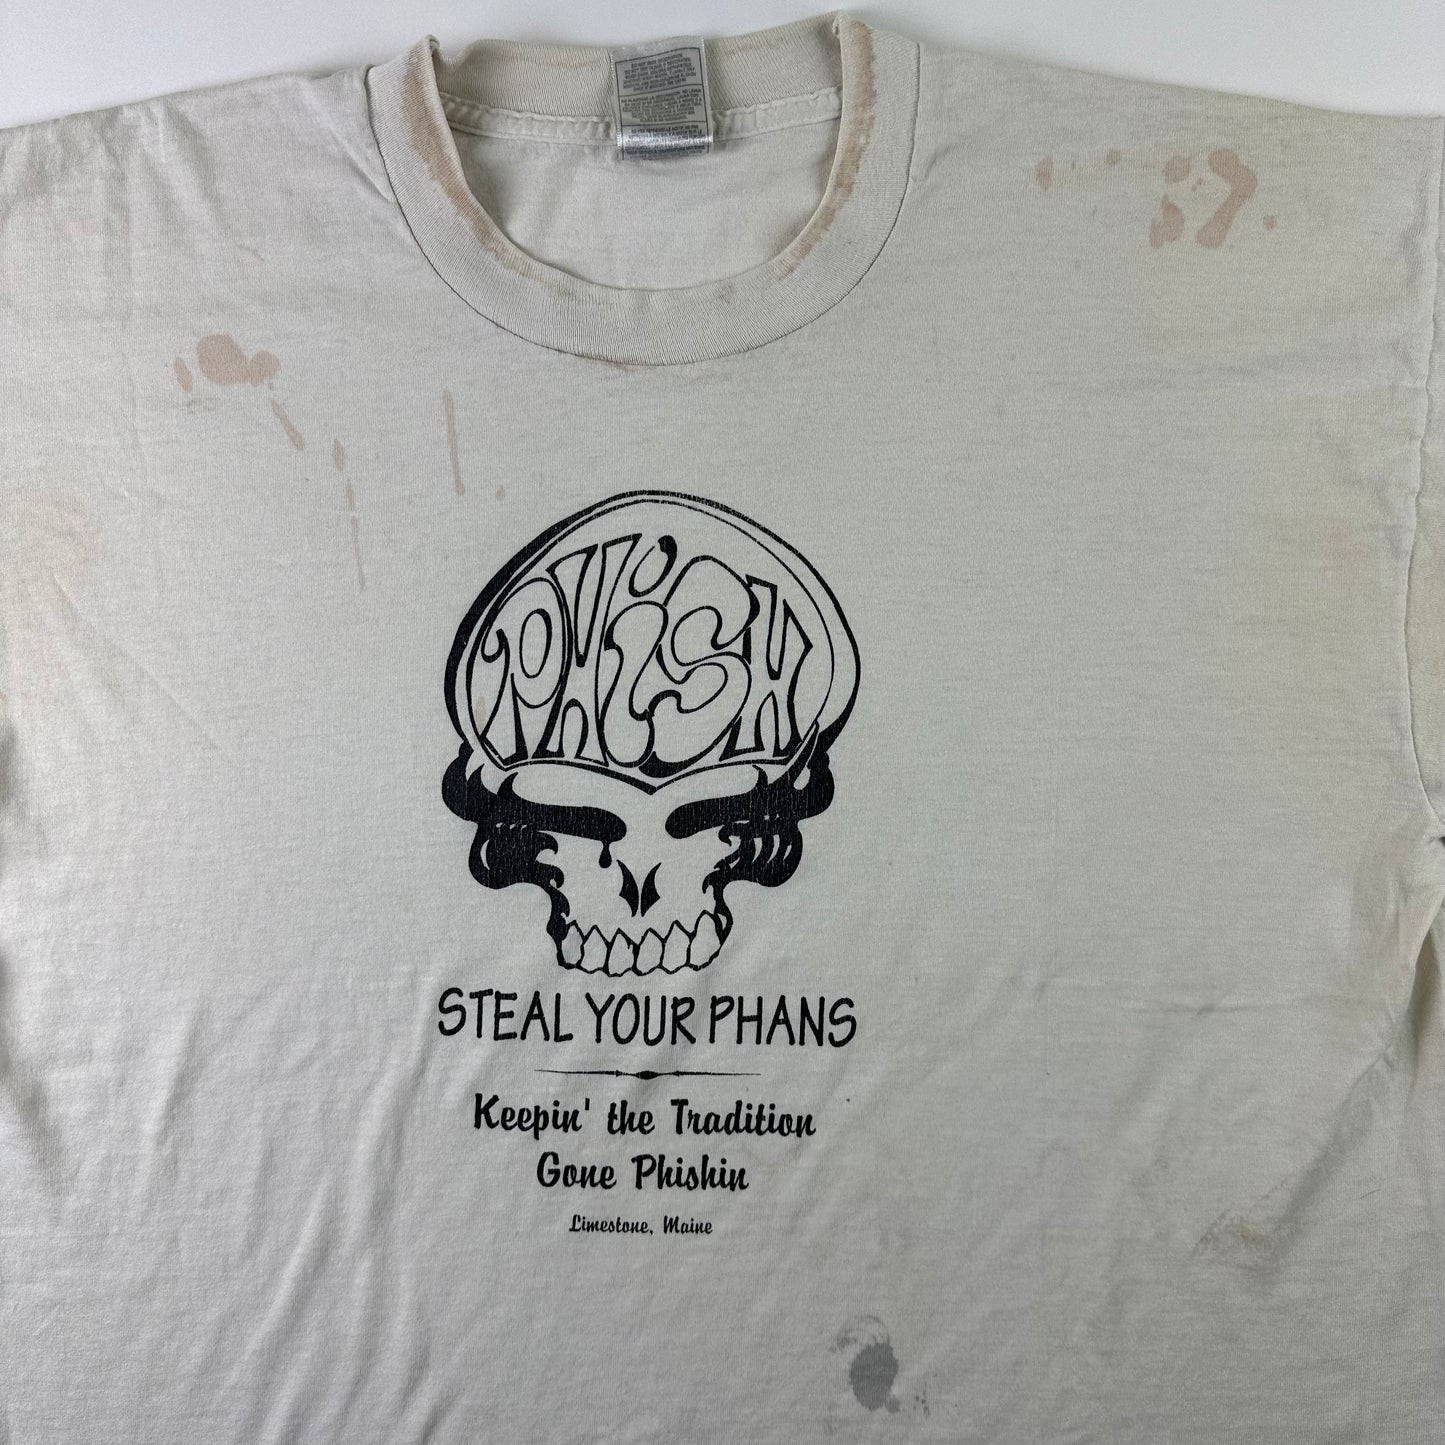 PHiSH
STEAL YOUR PHANS
Keepin' the Tradition
Gone Phishin
Limestone, Maine